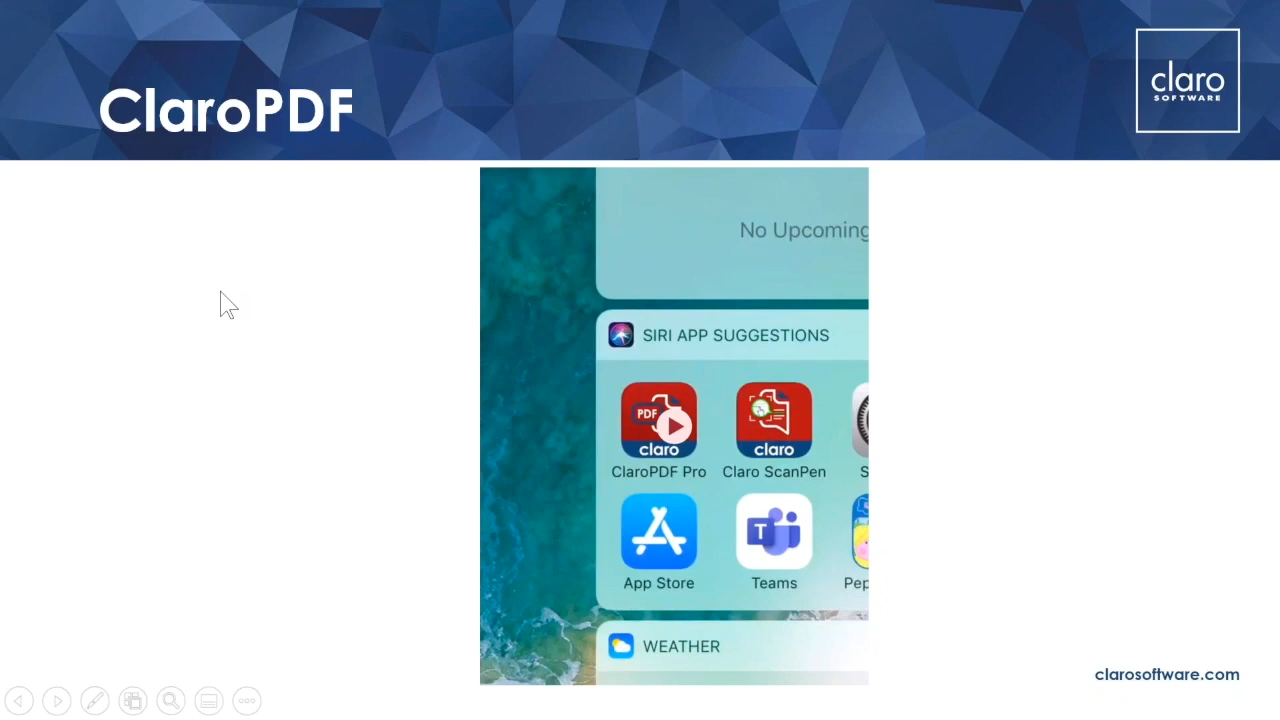 ClaroPDF
claro
SOFTWARE
No Upcoming
SIRI APP SUGGESTIONS
PDF
claro
claro
ClaroPDF Pro
Claro ScanPen
S
T
App Store
Teams
Pep
WEATHER
clarosoftware.com